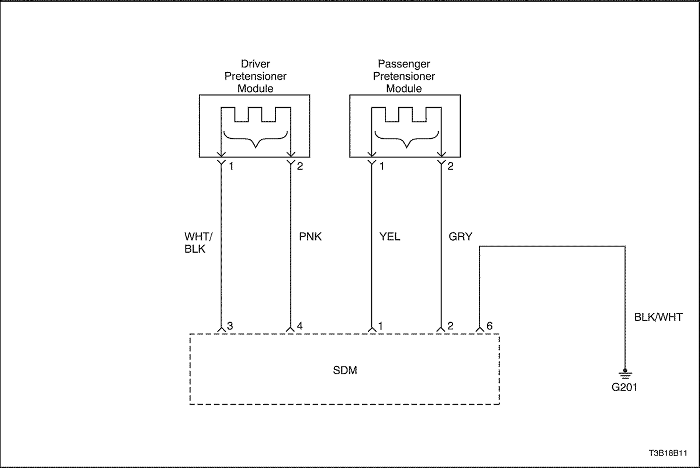 Driver
Pretensioner
Module
Passenger
Pretensioner
Module
1
2
1
2
WHT/
BLK
PNK
YEL
GRY
BLK/WHT
3
4
1
2
6
SDM
G201
T3B18B11